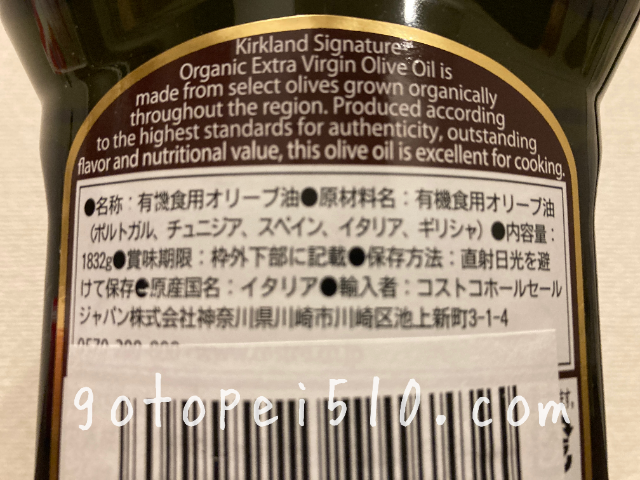 Kirkland Signature™
Organic Extra Virgin Olive Oil is
made from select olives grown organically
throughout the region. Produced according
to the highest standards for authenticity, outstanding
flavor and nutritional value, this olive oil is excellent for cooking.
●名称：有機食用オリーブ油●原材料名：有機食用オリーブ油
（ポルトガル、チュニジア、スペイン、イタリア、ギリシャ）●内容量：
1832g●賞味期限：枠外下部に記載●保存方法：直射日光を避
けて保存●原産国名：イタリア●輸入者：コストコホールセール
ジャパン株式会社神奈川県川崎市川崎区池上新町3-1-4
gotopei510.com